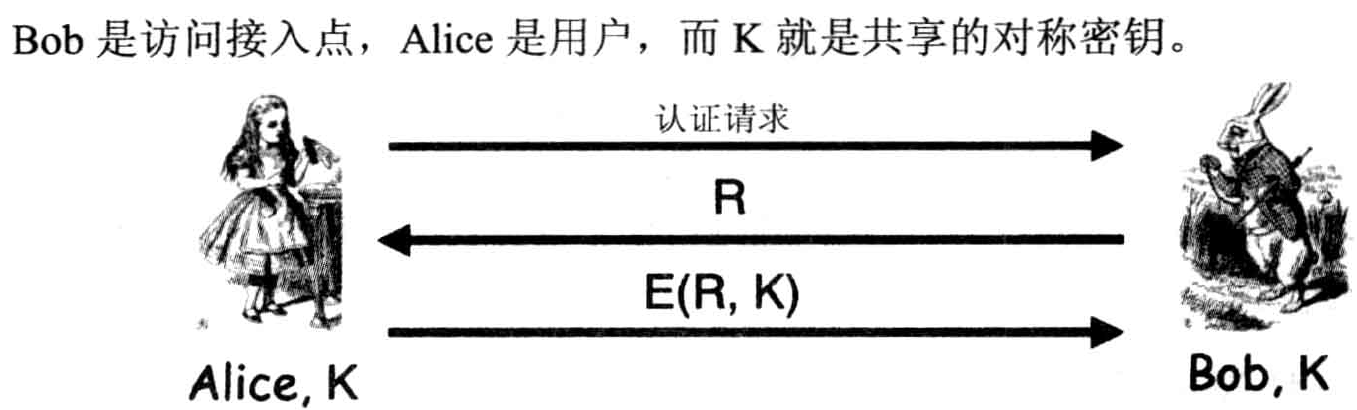 Bob 是访问接入点，Alice 是用户，而 K 就是共享的对称密钥。
认证请求
R
E(R, K)
Alice, K
Bob, K